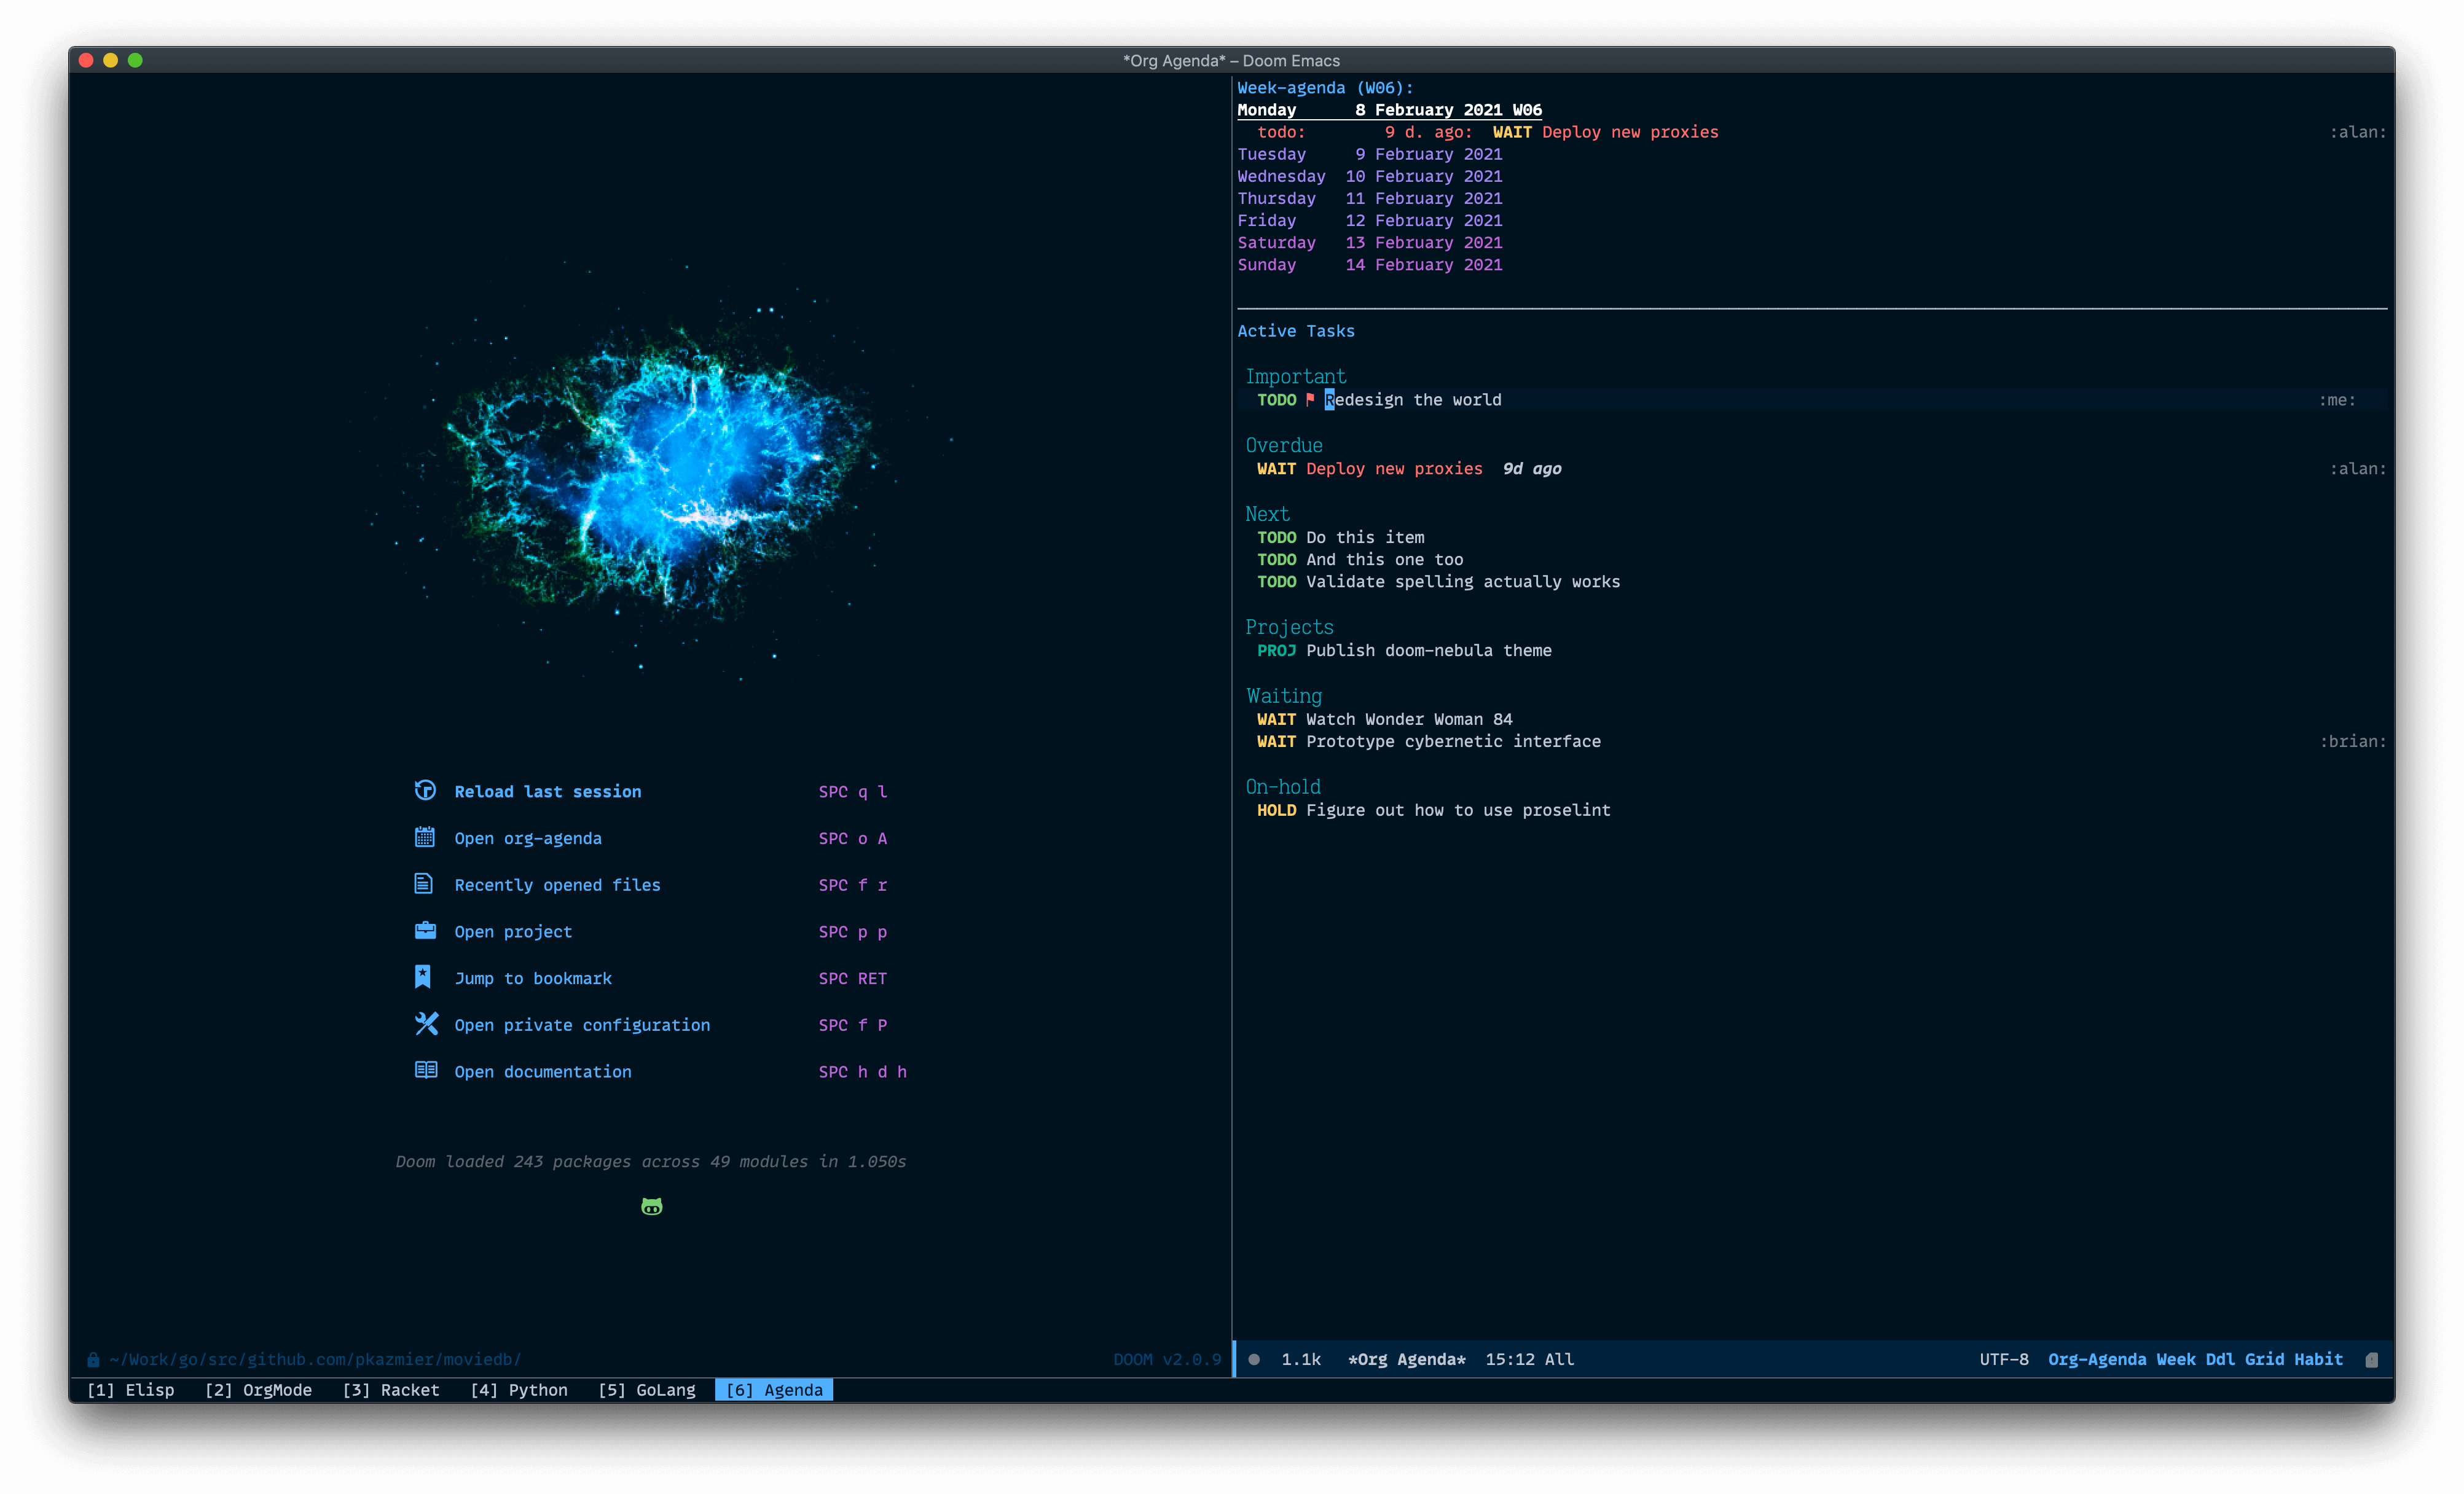 *Org Agenda* – Doom Emacs
Reload last session SPC q l
Open org-agenda SPC o A
Recently opened files SPC f r
Open project SPC p p
Jump to bookmark SPC RET
Open private configuration SPC f P
Open documentation SPC h d h
Doom loaded 243 packages across 49 modules in 1.050s
~/Work/go/src/github.com/pkazmier/moviedb/ DOOM v2.0.9
Week-agenda (W06):
Monday 8 February 2021 W06
todo: 9 d. ago: WAIT Deploy new proxies :alan:
Tuesday 9 February 2021
Wednesday 10 February 2021
Thursday 11 February 2021
Friday 12 February 2021
Saturday 13 February 2021
Sunday 14 February 2021
Active Tasks
Important
TODO Redesign the world :me:
Overdue
WAIT Deploy new proxies 9d ago :alan:
Next
TODO Do this item
TODO And this one too
TODO Validate spelling actually works
Projects
PROJ Publish doom-nebula theme
Waiting
WAIT Watch Wonder Woman 84
WAIT Prototype cybernetic interface :brian:
On-hold
HOLD Figure out how to use proselint
1.1k *Org Agenda* 15:12 All UTF-8 Org-Agenda Week Ddl Grid Habit
[1] Elisp [2] OrgMode [3] Racket [4] Python [5] GoLang [6] Agenda